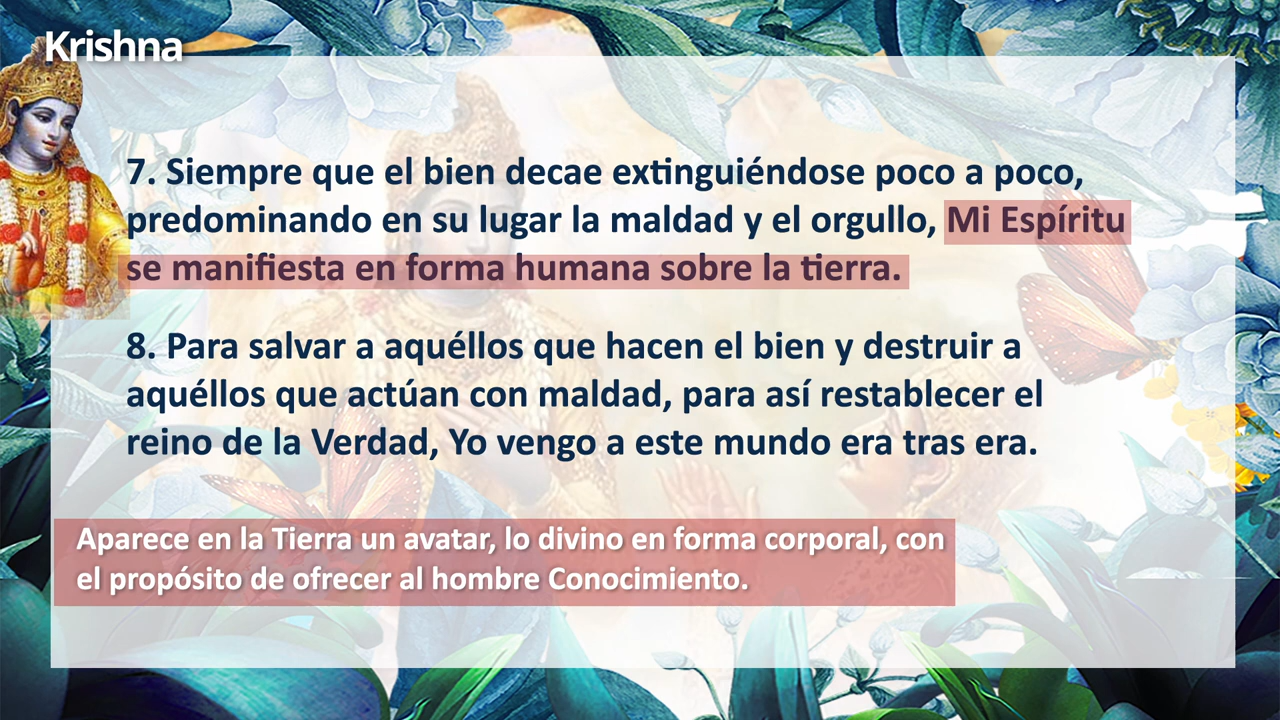 Krishna
7. Siempre que el bien decae extinguiéndose poco a poco,
predominando en su lugar la maldad y el orgullo, Mi Espíritu
se manifiesta en forma humana sobre la tierra.
8. Para salvar a aquéllos que hacen el bien y destruir a
aquéllos que actúan con maldad, para así restablecer el
reino de la Verdad, Yo vengo a este mundo era tras era.
Aparece en la Tierra un avatar, lo divino en forma corporal, con
el propósito de ofrecer al hombre Conocimiento.